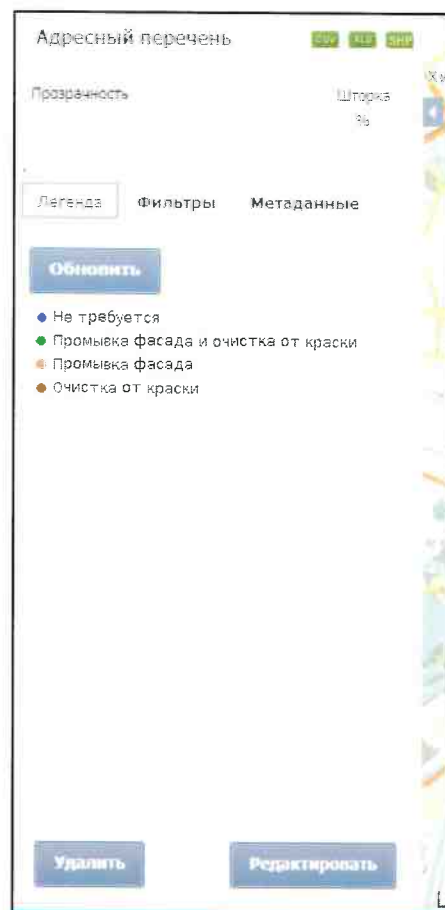 Адресный перечень CSV XLS SHP
Прозрачность Шторка
%
Легенда Фильтры Метаданные
Обновить
Не требуется
Промывка фасада и очистка от краски
Промывка фасада
Очистка от краски
Удалить Редактировать